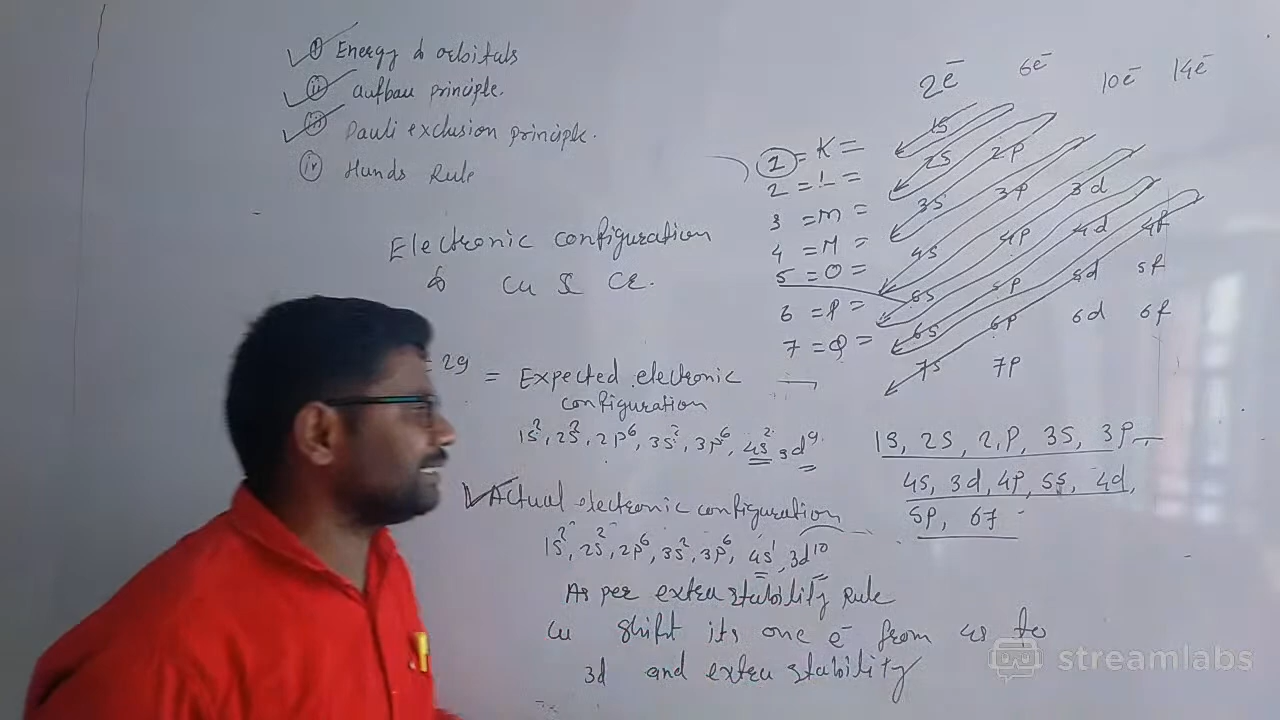 (i) Energy of orbitals
(ii) Aufbau principle.
(iii) Pauli exclusion principle.
(iv) Hunds Rule
Electronic configuration
of Cu & Cr.
= 29 = Expected electronic
configuration
1s², 2s², 2p⁶, 3s², 3p⁶, 4s², 3d⁹.
Actual electronic configuration
1s², 2s², 2p⁶, 3s², 3p⁶, 4s¹, 3d¹⁰
As per extra stability Rule
Cu shift its one e⁻ from 4s to
3d and extra stability
2e⁻ 6e⁻ 10e⁻ 14e⁻
1 = K = 1s
2 = L = 2s 2p
3 = M = 3s 3p 3d
4 = N = 4s 4p 4d 4f
5 = O = 5s 5p 5d 5f
6 = P = 6s 6p 6d 6f
7 = Q = 7s 7p
1s, 2s, 2p, 3s, 3p
4s, 3d, 4p, 5s, 4d,
5p, 6
streamlabs